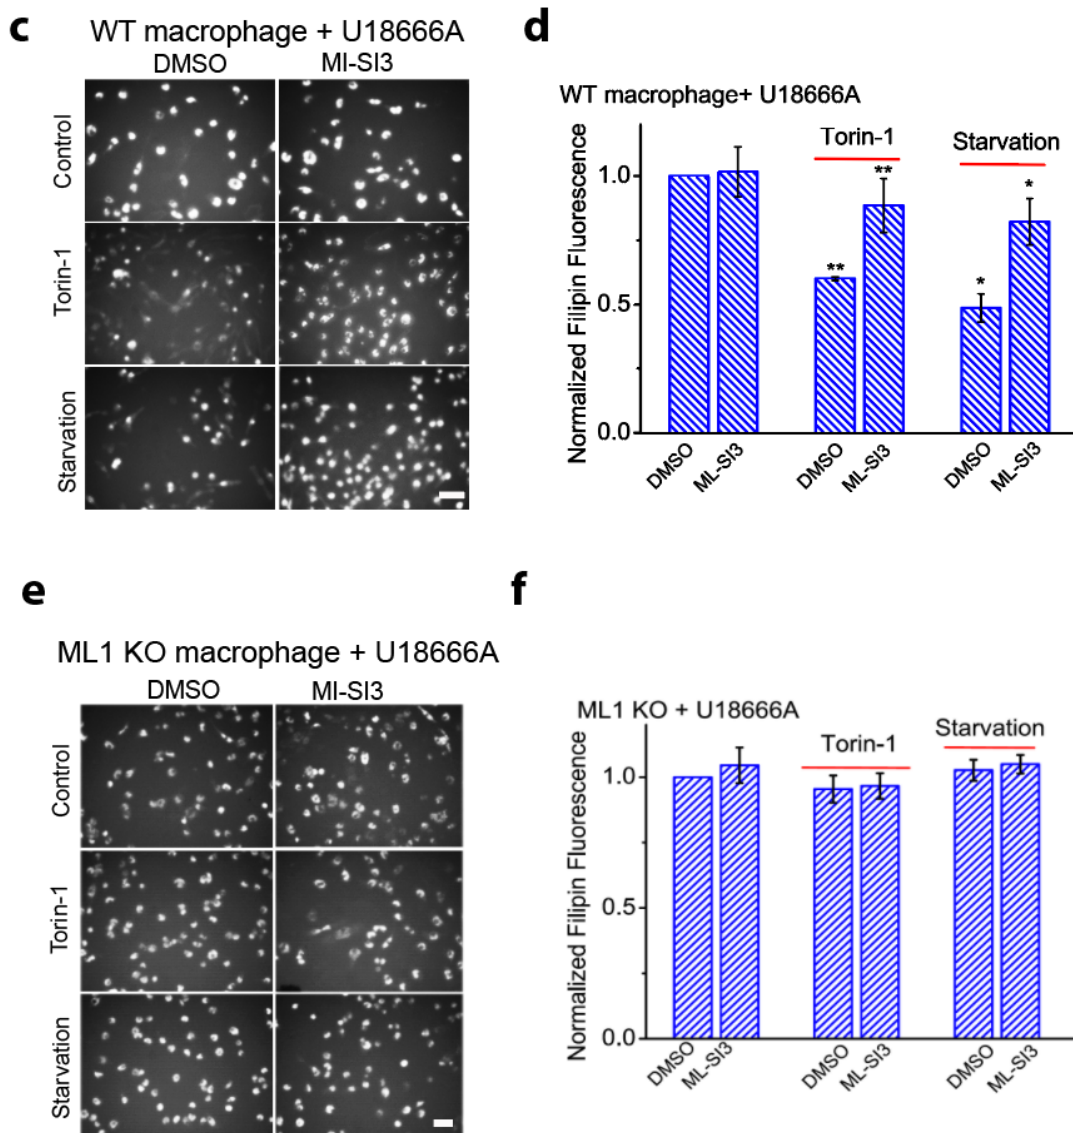 c
WT macrophage + U18666A
DMSO
MI-SI3
Control
Torin-1
Starvation
d
WT macrophage+ U18666A
Normalized Filipin Fluorescence
1.0
0.5
0.0
Torin-1
Starvation
**
**
*
*
DMSO
ML-SI3
DMSO
ML-SI3
DMSO
ML-SI3
e
ML1 KO macrophage + U18666A
DMSO
MI-SI3
Control
Torin-1
Starvation
f
ML1 KO + U18666A
Normalized Filipin Fluorescence
1.0
0.5
0.0
Torin-1
Starvation
DMSO
ML-SI3
DMSO
ML-SI3
DMSO
ML-SI3